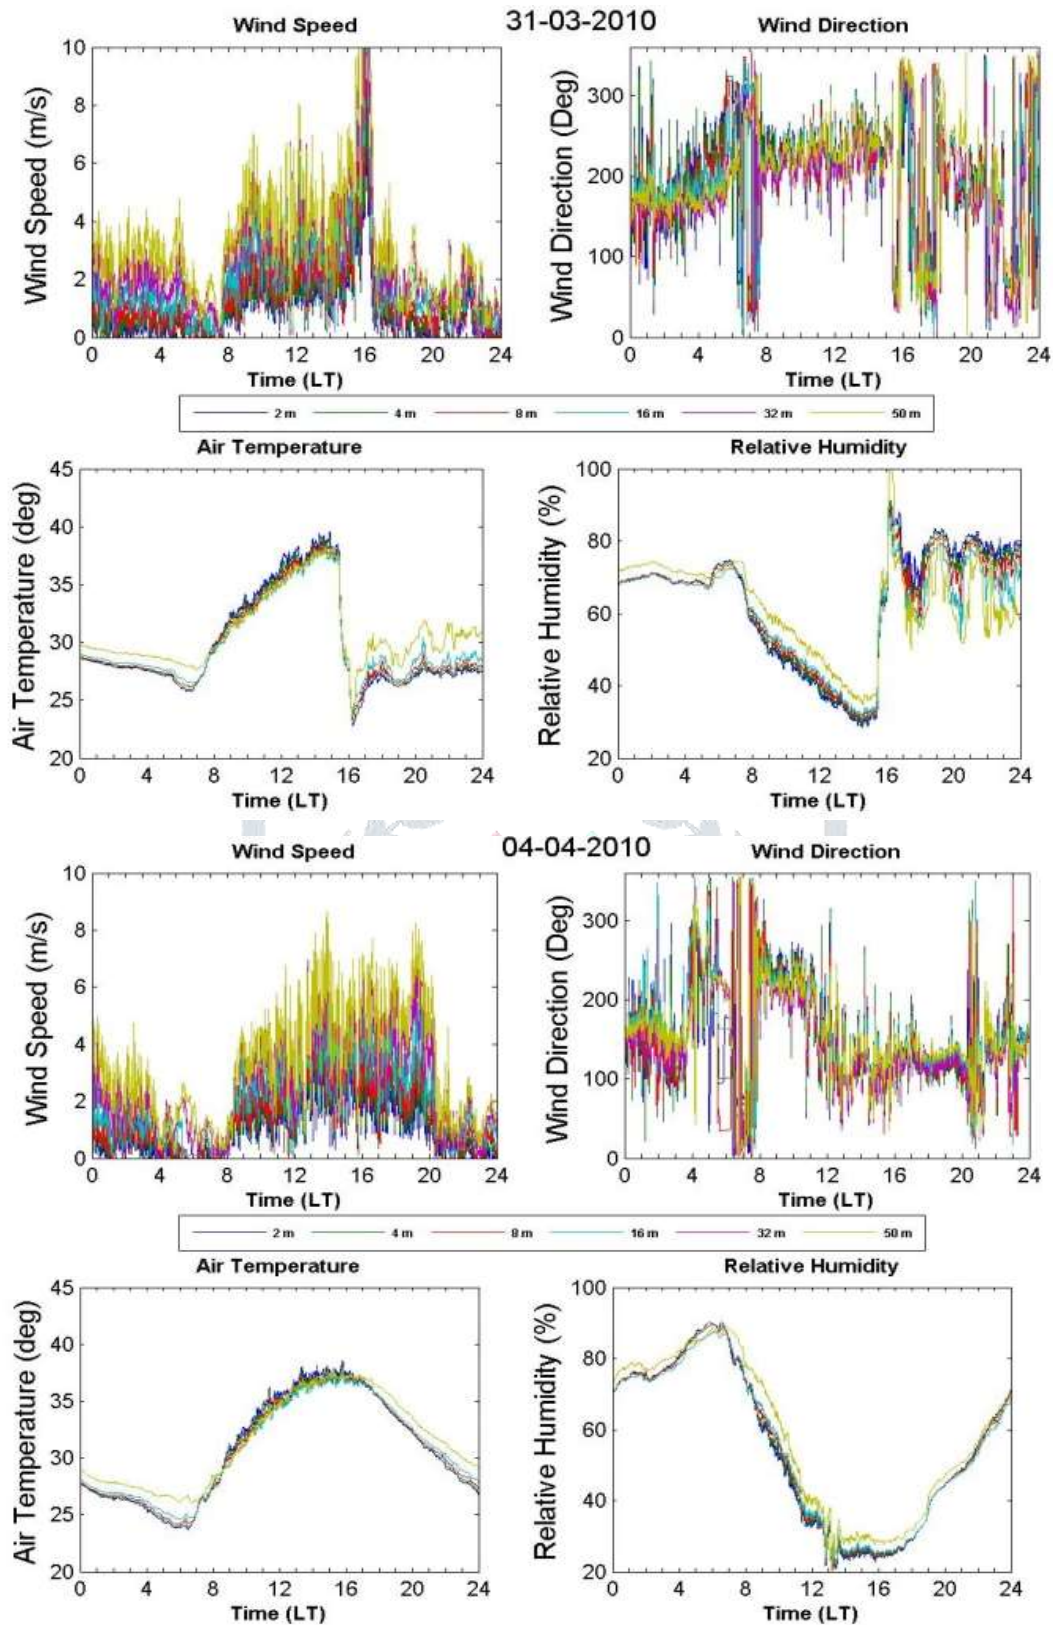 Wind Speed 31-03-2010 Wind Direction
10
8
6
4
2
0
Wind Speed (m/s)
0 4 8 12 16 20 24
Time (LT)
300
200
100
0
Wind Direction (Deg)
0 4 8 12 16 20 24
Time (LT)
2 m 4 m 8 m 16 m 32 m 50 m
Air Temperature Relative Humidity
45
40
35
30
25
20
Air Temperature (deg)
0 4 8 12 16 20 24
Time (LT)
100
80
60
40
20
Relative Humidity (%)
0 4 8 12 16 20 24
Time (LT)
Wind Speed 04-04-2010 Wind Direction
10
8
6
4
2
0
Wind Speed (m/s)
0 4 8 12 16 20 24
Time (LT)
300
200
100
0
Wind Direction (Deg)
0 4 8 12 16 20 24
Time (LT)
2 m 4 m 8 m 16 m 32 m 50 m
Air Temperature Relative Humidity
45
40
35
30
25
20
Air Temperature (deg)
0 4 8 12 16 20 24
Time (LT)
100
80
60
40
20
Relative Humidity (%)
0 4 8 12 16 20 24
Time (LT)